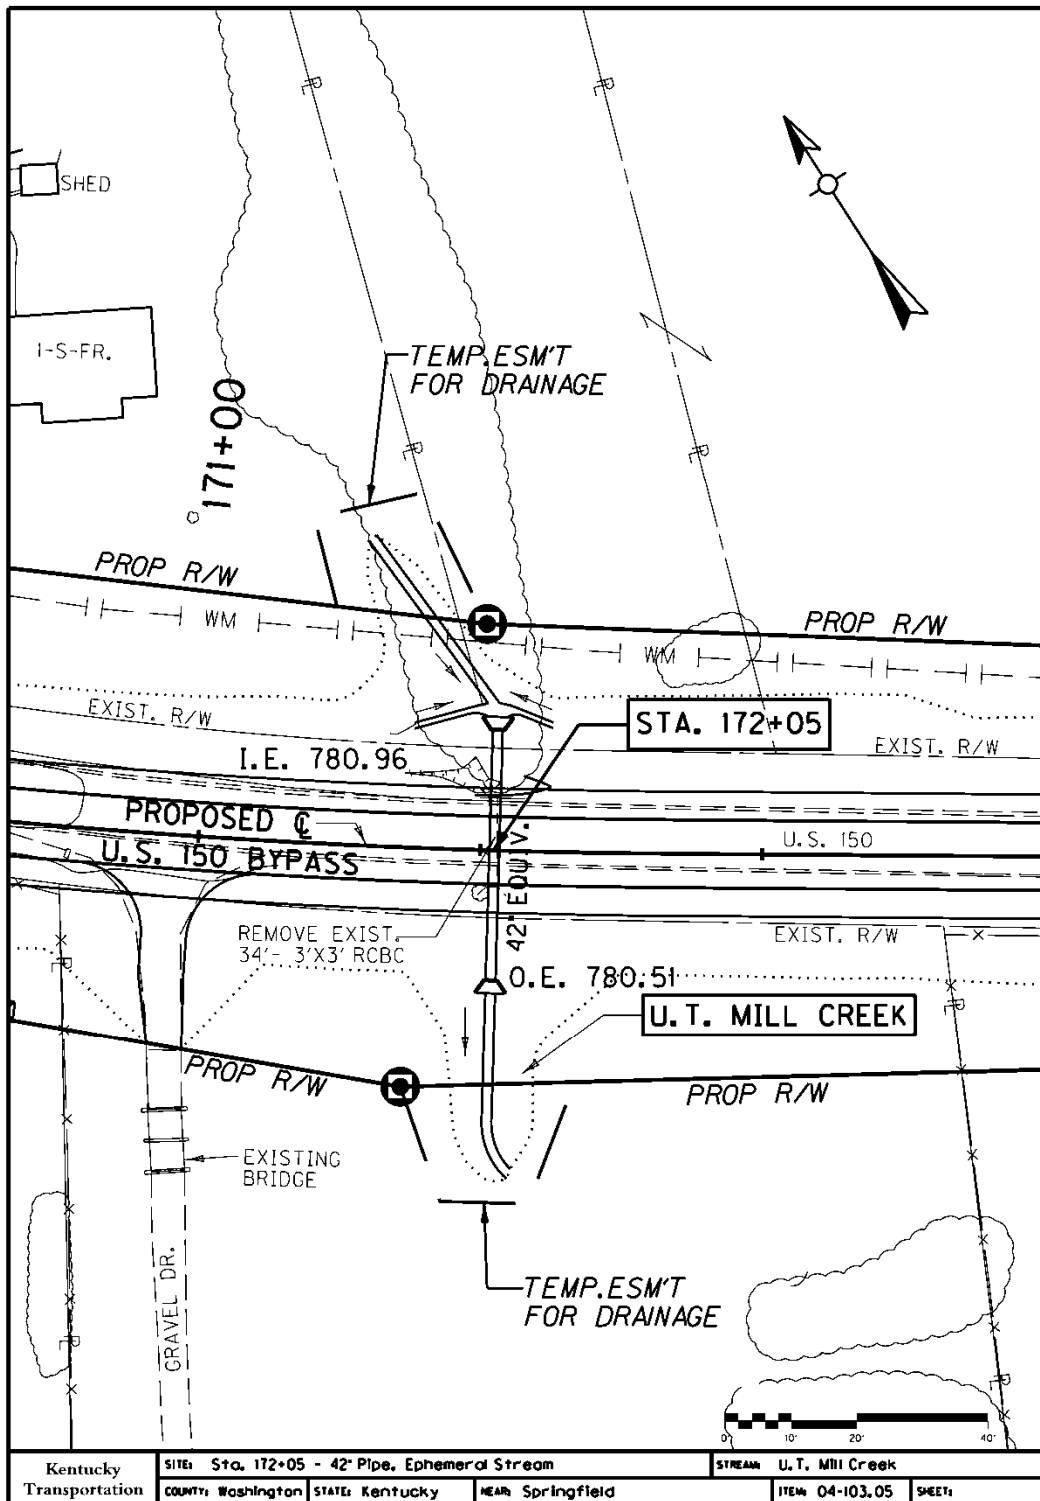 SHED
1-S-FR.
TEMP. ESM'T
FOR DRAINAGE
171+00
PROP R/W
WM
PROP R/W
WM
EXIST. R/W
STA. 172+05
EXIST. R/W
I.E. 780.96
PROPOSED ℄
U.S. 150
U.S. 150 BYPASS
42" EQUIV.
REMOVE EXIST.
34'- 3'X3' RCBC
EXIST. R/W
O.E. 780.51
U.T. MILL CREEK
PROP R/W
PROP R/W
EXISTING
BRIDGE
GRAVEL DR.
TEMP. ESM'T
FOR DRAINAGE
0' 10' 20' 40'
Kentucky
Transportation
SITE: Sta. 172+05 - 42" Pipe, Ephemeral Stream
STREAM: U.T. Mill Creek
COUNTY: Washington STATE: Kentucky NEAR: Springfield ITEM: 04-103.05 SHEET: